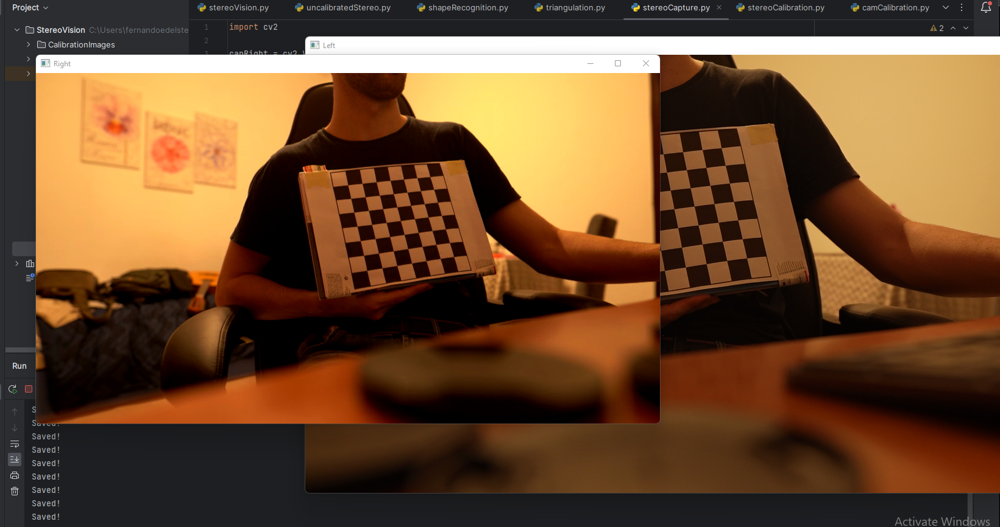 Project
stereoVision.py
uncalibratedStereo.py
shapeRecognition.py
triangulation.py
stereoCapture.py
stereoCalibration.py
camCalibration.py
StereoVision C:\Users\fernandoedelste
1 import cv2
2
2
CalibrationImages
Left
3 capRight = cv2.V
Right
Run
Saved!
Saved!
Saved!
Saved!
Saved!
Saved!
Saved!
Saved!
Activate Windows